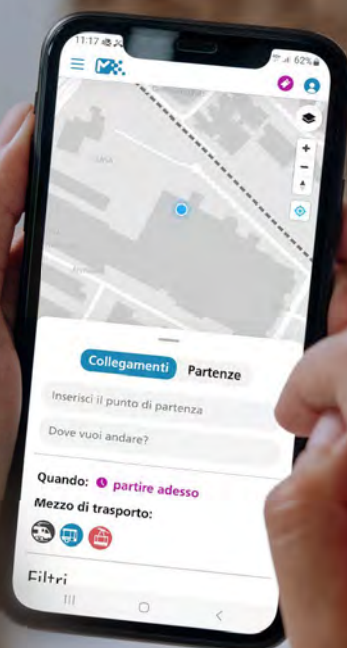 11:17
62%
SASA
Collegamenti
Partenze
Inserisci il punto di partenza
Dove vuoi andare?
Quando: partire adesso
Mezzo di trasporto:
Filtri